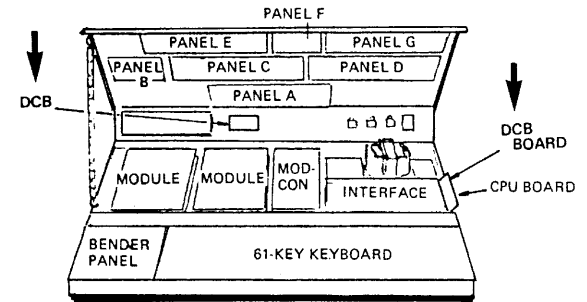 PANEL F
PANEL E
PANEL G
PANEL
B
PANEL C
PANEL D
PANEL A
DCB
DCB
BOARD
MODULE
MODULE
MOD-
CON
INTERFACE
CPU BOARD
BENDER
PANEL
61-KEY KEYBOARD